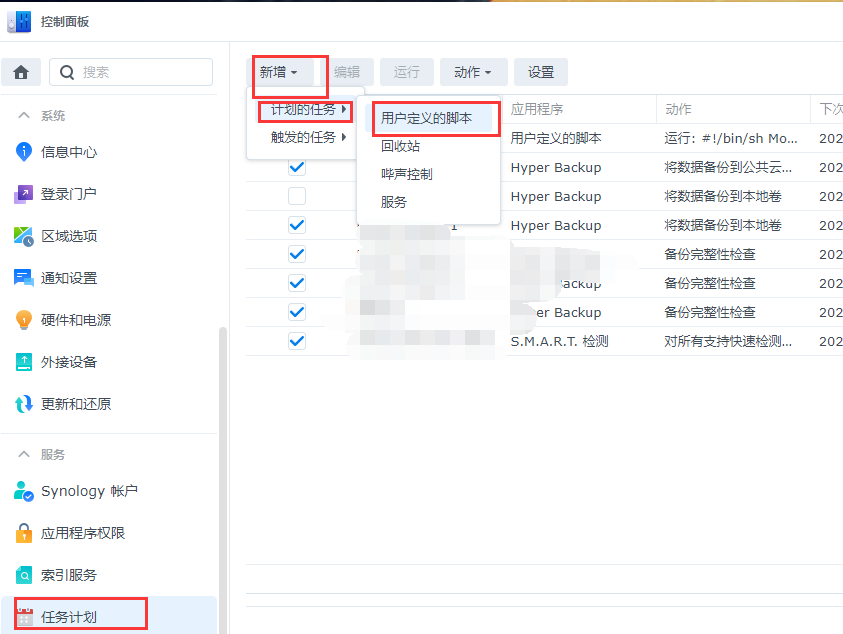 控制面板
搜索
系统
信息中心
登录门户
区域选项
通知设置
硬件和电源
外接设备
更新和还原
服务
Synology 帐户
应用程序权限
索引服务
任务计划
新增 编辑 运行 动作 设置
计划的任务
触发的任务
用户定义的脚本
回收站
哔声控制
服务
应用程序 动作 下次
用户定义的脚本 运行: #!/bin/sh Mo... 202
Hyper Backup 将数据备份到公共云... 202
Hyper Backup 将数据备份到本地卷 202
1 Hyper Backup 将数据备份到本地卷 202
备份完整性检查 202
Backup 备份完整性检查 202
er Backup 备份完整性检查 202
S.M.A.R.T. 检测 对所有支持快速检测... 202